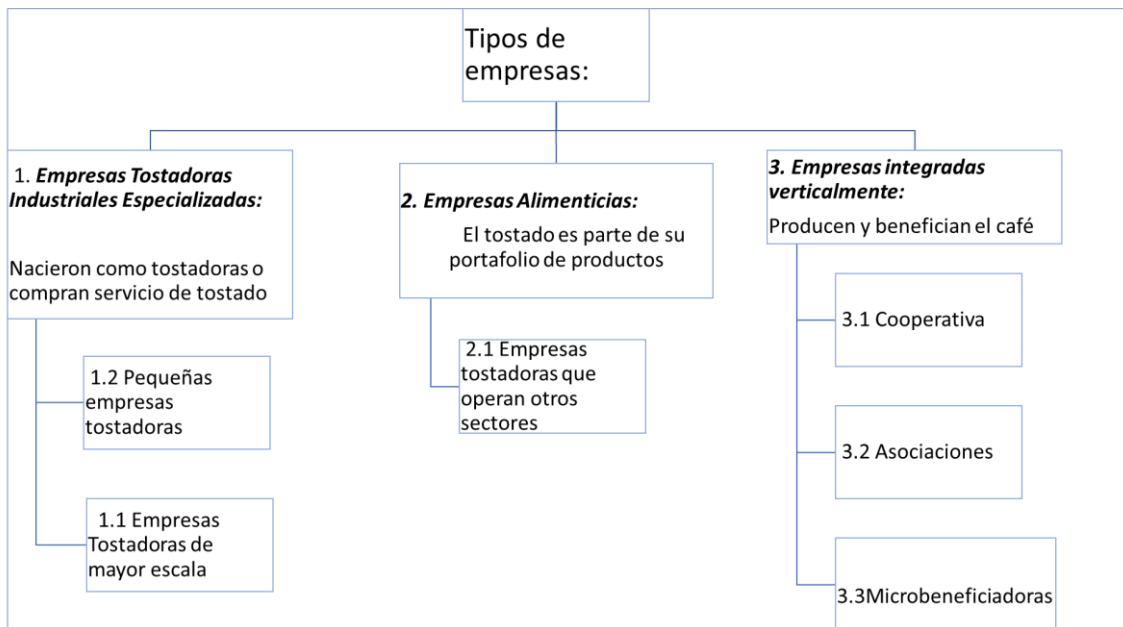 Tipos de
empresas:
1. Empresas Tostadoras
Industriales Especializadas:
Nacieron como tostadoras o
compran servicio de tostado
1.2 Pequeñas
empresas
tostadoras
1.1 Empresas
Tostadoras de
mayor escala
2. Empresas Alimenticias:
El tostado es parte de su
portafolio de productos
2.1 Empresas
tostadoras que
operan otros
sectores
3. Empresas integradas
verticalmente:
Producen y benefician el café
3.1 Cooperativa
3.2 Asociaciones
3.3Microbeneficiadoras